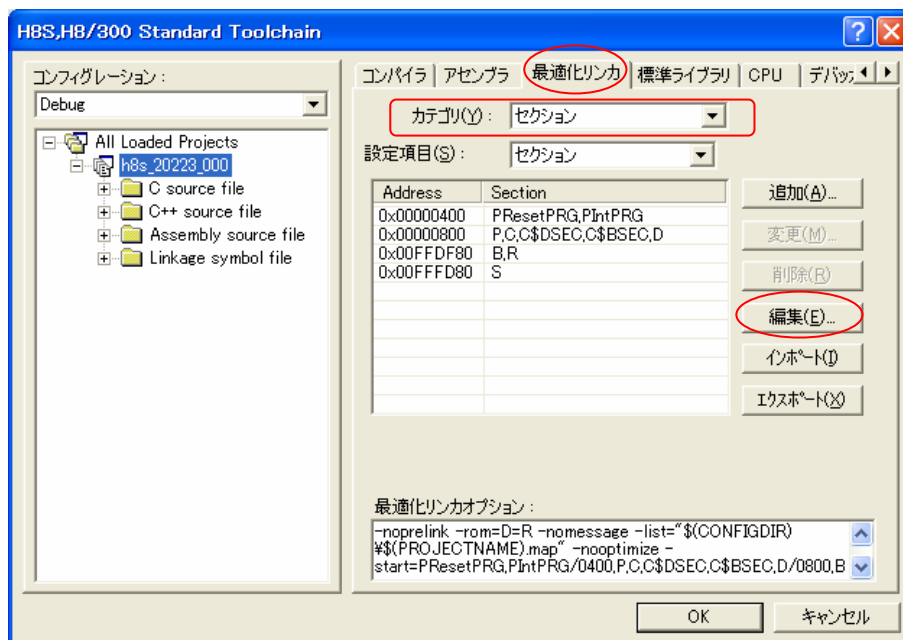 H8S,H8/300 Standard Toolchain
コンフィグレーション：
Debug
All Loaded Projects
h8s_20223_000
C source file
C++ source file
Assembly source file
Linkage symbol file
コンパイラ アセンブラ 最適化リンカ 標準ライブラリ CPU デバッ
カテゴリ(Y)： セクション
設定項目(S)： セクション
Address Section
0x00000400 PResetPRG,PIntPRG
0x00000800 P,C,C$DSEC,C$BSEC,D
0x00FFDF80 B,R
0x00FFFD80 S
追加(A)...
変更(M)...
削除(R)
編集(E)...
インポート(I)
エクスポート(X)
最適化リンカオプション：
-noprelink -rom=D=R -nomessage -list="$(CONFIGDIR)
¥$(PROJECTNAME).map" -nooptimize -
start=PResetPRG,PIntPRG/0400,P,C,C$DSEC,C$BSEC,D/0800,B
OK キャンセル